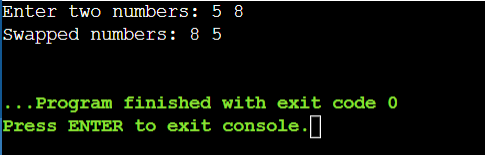 Enter two numbers: 5 8
Swapped numbers: 8 5
...Program finished with exit code 0
Press ENTER to exit console.